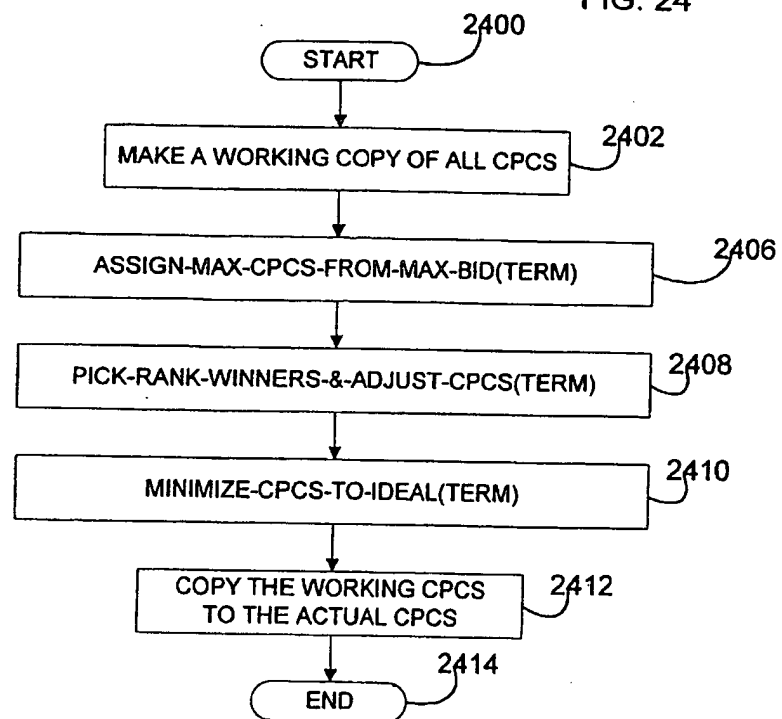 FIG. 24
2400
START
2402
MAKE A WORKING COPY OF ALL CPCS
2406
ASSIGN-MAX-CPCS-FROM-MAX-BID(TERM)
2408
PICK-RANK-WINNERS-&-ADJUST-CPCS(TERM)
2410
MINIMIZE-CPCS-TO-IDEAL(TERM)
2412
COPY THE WORKING CPCS
TO THE ACTUAL CPCS
2414
END